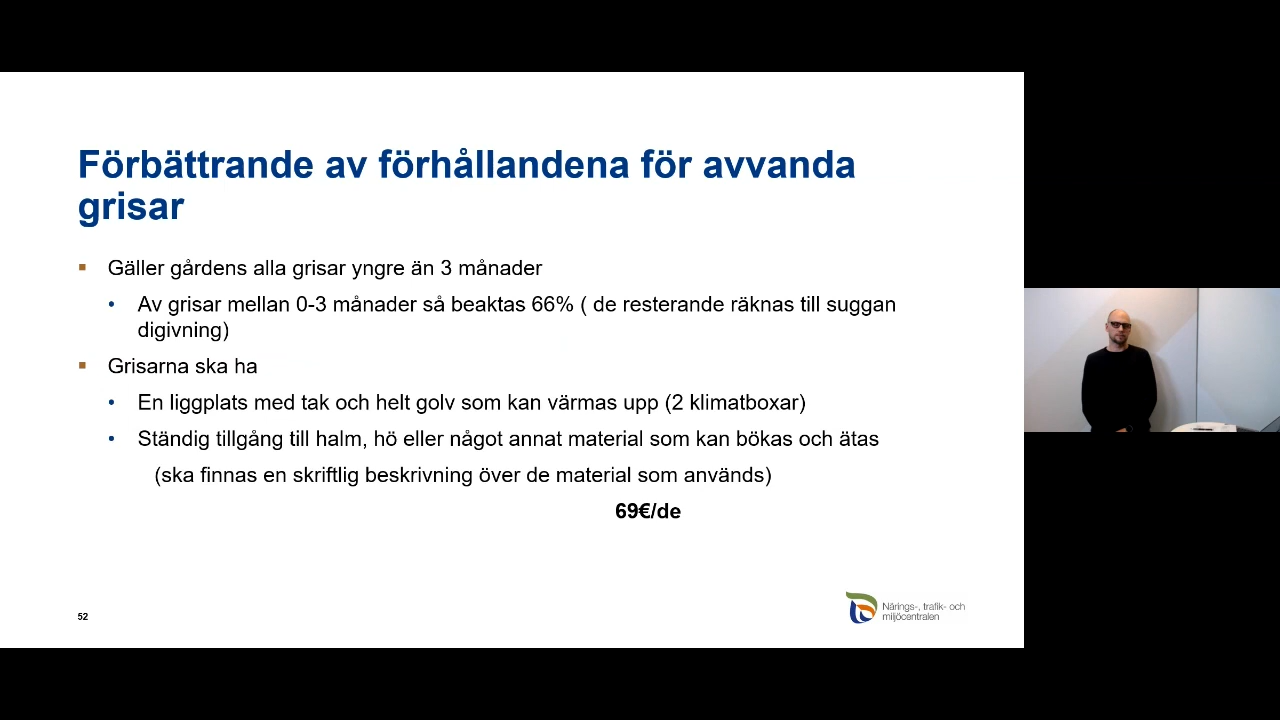 Förbättrande av förhållandena för avvanda
grisar
▪ Gäller gårdens alla grisar yngre än 3 månader
• Av grisar mellan 0-3 månader så beaktas 66% ( de resterande räknas till suggan
digivning)
▪ Grisarna ska ha
• En liggplats med tak och helt golv som kan värmas upp (2 klimatboxar)
• Ständig tillgång till halm, hö eller något annat material som kan bökas och ätas
(ska finnas en skriftlig beskrivning över de material som används)
69€/de
52
Närings-, trafik- och
miljöcentralen